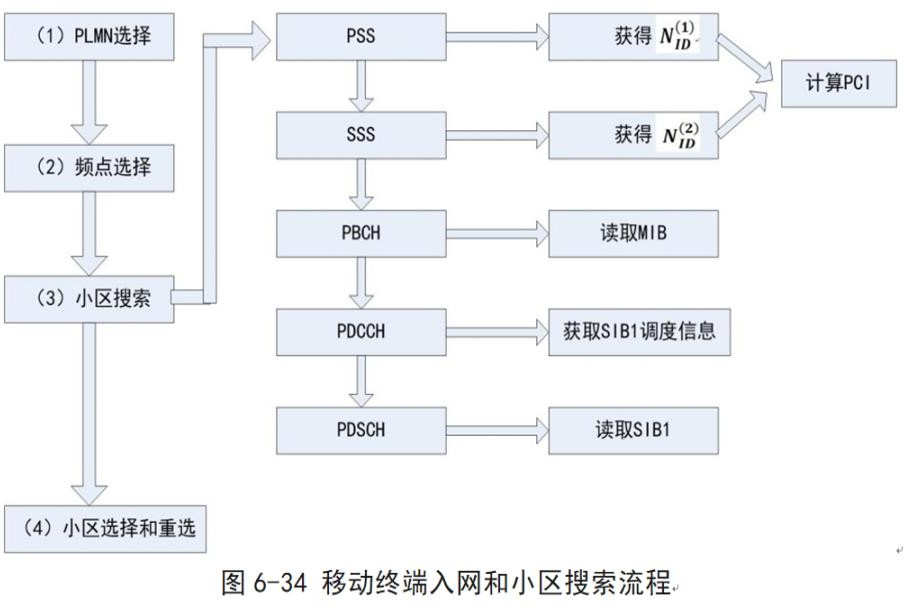 （1）PLMN选择
（2）频点选择
（3）小区搜索
（4）小区选择和重选
PSS
获得 N_ID^(1)
SSS
获得 N_ID^(2)
计算PCI
PBCH
读取MIB
PDCCH
获取SIB1调度信息
PDSCH
读取SIB1
图 6-34 移动终端入网和小区搜索流程